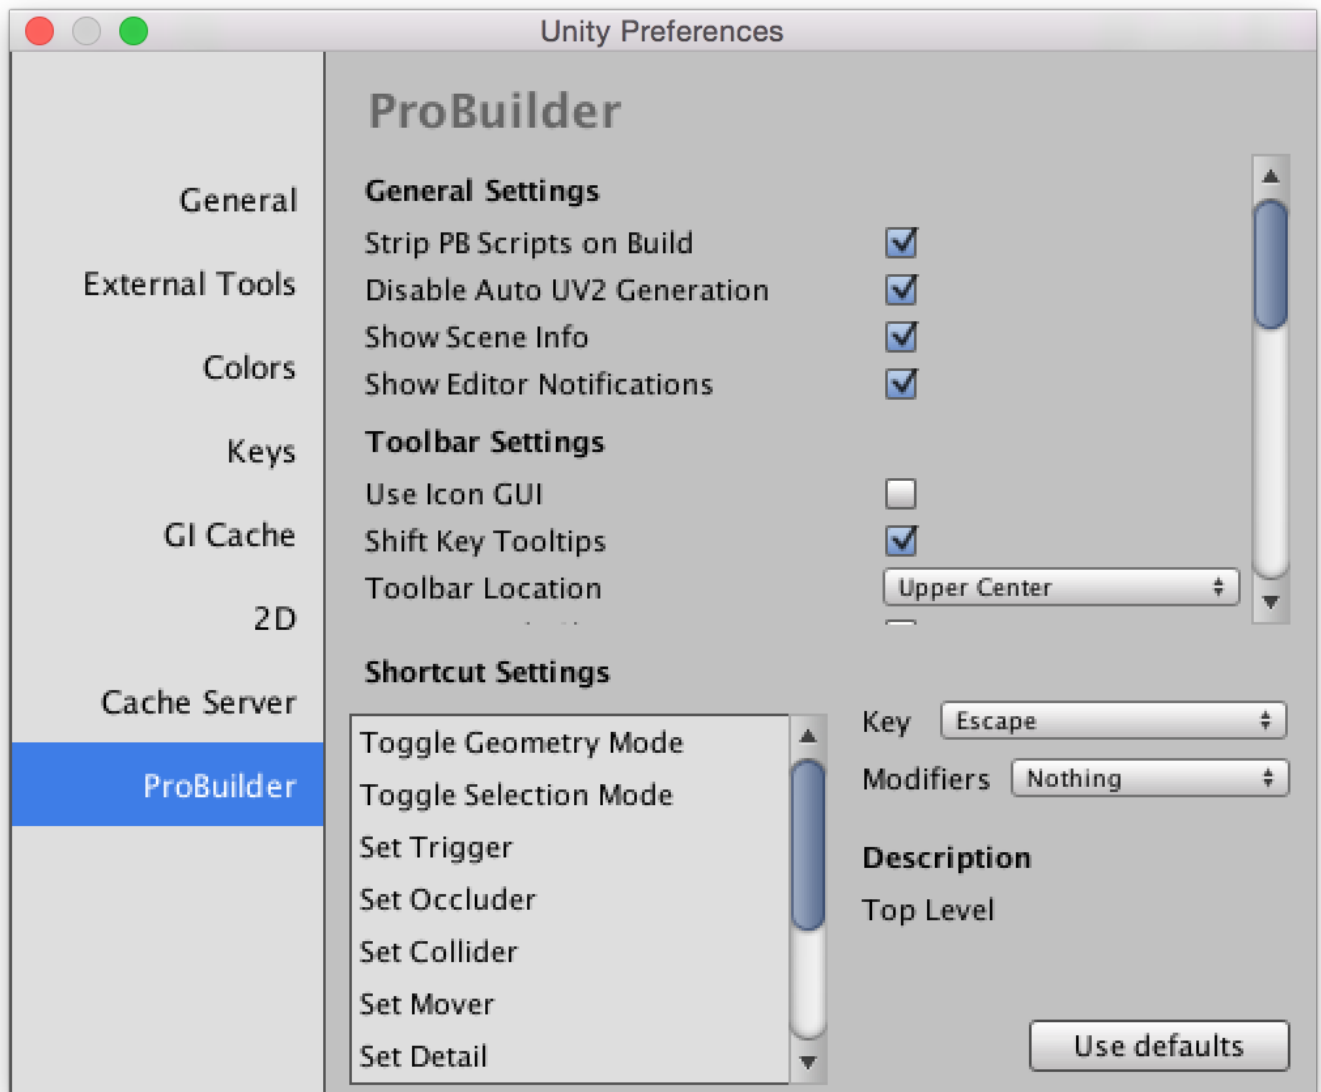 Unity Preferences
General
External Tools
Colors
Keys
GI Cache
2D
Cache Server
ProBuilder
ProBuilder
General Settings
Strip PB Scripts on Build
Disable Auto UV2 Generation
Show Scene Info
Show Editor Notifications
Toolbar Settings
Use Icon GUI
Shift Key Tooltips
Toolbar Location Upper Center
Shortcut Settings
Toggle Geometry Mode
Toggle Selection Mode
Set Trigger
Set Occluder
Set Collider
Set Mover
Set Detail
Key Escape
Modifiers Nothing
Description
Top Level
Use defaults